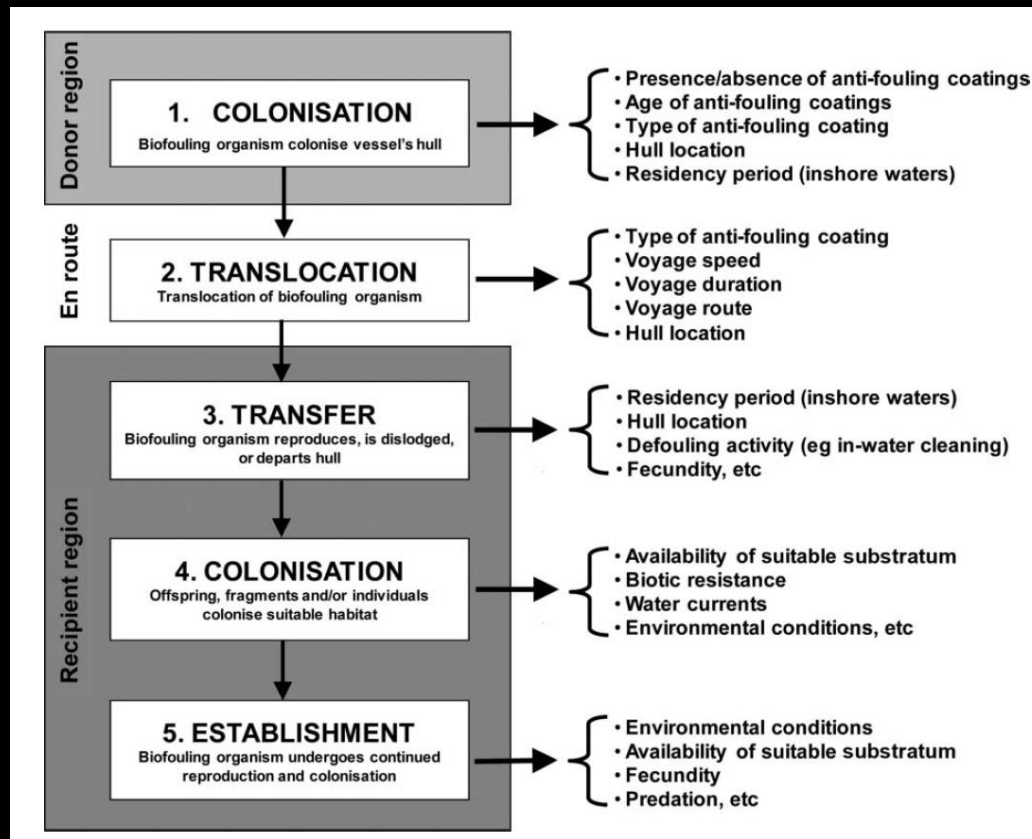 Donor region
1. COLONISATION
Biofouling organism colonise vessel's hull
• Presence/absence of anti-fouling coatings
• Age of anti-fouling coatings
• Type of anti-fouling coating
• Hull location
• Residency period (inshore waters)
En route
2. TRANSLOCATION
Translocation of biofouling organism
• Type of anti-fouling coating
• Voyage speed
• Voyage duration
• Voyage route
• Hull location
Recipient region
3. TRANSFER
Biofouling organism reproduces, is dislodged,
or departs hull
• Residency period (inshore waters)
• Hull location
• Defouling activity (eg in-water cleaning)
• Fecundity, etc
4. COLONISATION
Offspring, fragments and/or individuals
colonise suitable habitat
• Availability of suitable substratum
• Biotic resistance
• Water currents
• Environmental conditions, etc
5. ESTABLISHMENT
Biofouling organism undergoes continued
reproduction and colonisation
• Environmental conditions
• Availability of suitable substratum
• Fecundity
• Predation, etc